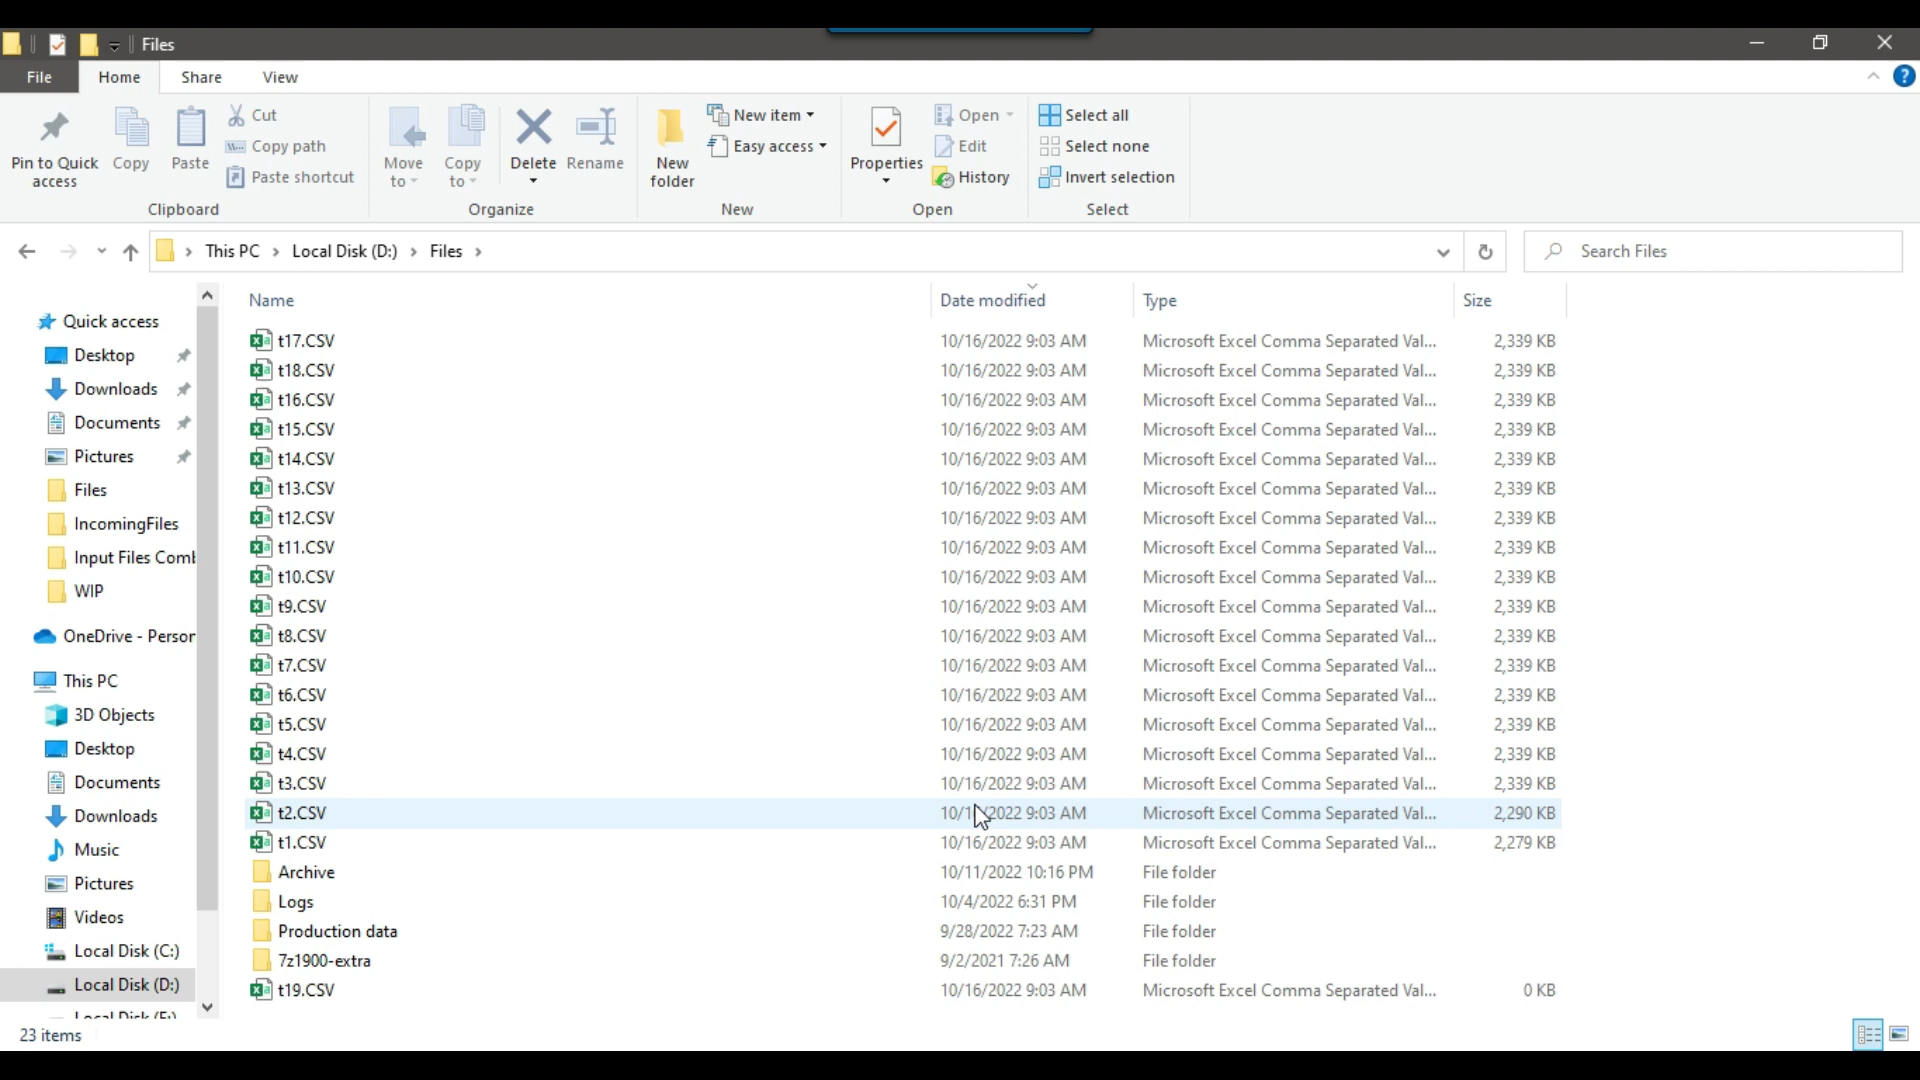 Files
File Home Share View
Pin to Quick access
Copy
Paste
Cut
Copy path
Paste shortcut
Clipboard
Move to
Copy to
Delete
Rename
Organize
New folder
New item
Easy access
New
Properties
Open
Edit
History
Open
Select all
Select none
Invert selection
Select
This PC > Local Disk (D:) > Files >
Search Files
Quick access
Desktop
Downloads
Documents
Pictures
Files
IncomingFiles
Input Files
WIP
OneDrive -
This PC
3D Objects
Desktop
Documents
Downloads
Music
Pictures
Videos
Local Disk (C:)
Local Disk (D:)
Name Date modified Type Size
t17.CSV 10/16/2022 9:03 AM Microsoft Excel Comma Separated Val... 2,339 KB
t18.CSV 10/16/2022 9:03 AM Microsoft Excel Comma Separated Val... 2,339 KB
t16.CSV 10/16/2022 9:03 AM Microsoft Excel Comma Separated Val... 2,339 KB
t15.CSV 10/16/2022 9:03 AM Microsoft Excel Comma Separated Val... 2,339 KB
t14.CSV 10/16/2022 9:03 AM Microsoft Excel Comma Separated Val... 2,339 KB
t13.CSV 10/16/2022 9:03 AM Microsoft Excel Comma Separated Val... 2,339 KB
t12.CSV 10/16/2022 9:03 AM Microsoft Excel Comma Separated Val... 2,339 KB
t11.CSV 10/16/2022 9:03 AM Microsoft Excel Comma Separated Val... 2,339 KB
t10.CSV 10/16/2022 9:03 AM Microsoft Excel Comma Separated Val... 2,339 KB
t9.CSV 10/16/2022 9:03 AM Microsoft Excel Comma Separated Val... 2,339 KB
t8.CSV 10/16/2022 9:03 AM Microsoft Excel Comma Separated Val... 2,339 KB
t7.CSV 10/16/2022 9:03 AM Microsoft Excel Comma Separated Val... 2,339 KB
t6.CSV 10/16/2022 9:03 AM Microsoft Excel Comma Separated Val... 2,339 KB
t5.CSV 10/16/2022 9:03 AM Microsoft Excel Comma Separated Val... 2,339 KB
t4.CSV 10/16/2022 9:03 AM Microsoft Excel Comma Separated Val... 2,339 KB
t3.CSV 10/16/2022 9:03 AM Microsoft Excel Comma Separated Val... 2,339 KB
t2.CSV 9:03 AM Microsoft Excel Comma Separated Val... 2,290 KB
t1.CSV 10/16/2022 9:03 AM Microsoft Excel Comma Separated Val... 2,279 KB
Archive 10/11/2022 10:16 PM File folder
Logs 10/4/2022 6:31 PM File folder
Production data 9/28/2022 7:23 AM File folder
7z1900-extra 9/2/2021 7:26 AM File folder
t19.CSV 10/16/2022 9:03 AM Microsoft Excel Comma Separated Val... 0 KB
23 items